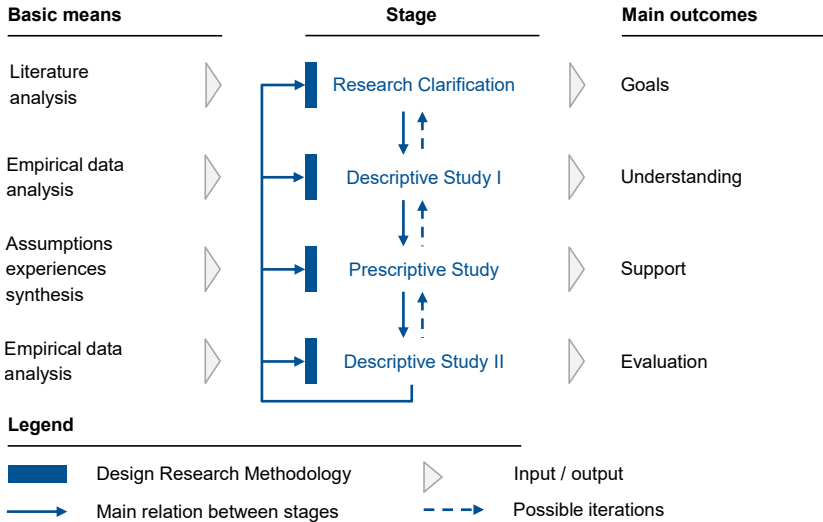 Basic means
Stage
Main outcomes
Literature
analysis
Research Clarification
Goals
Empirical data
analysis
Descriptive Study I
Understanding
Assumptions
experiences
synthesis
Prescriptive Study
Support
Empirical data
analysis
Descriptive Study II
Evaluation
Legend
Design Research Methodology
Input / output
Main relation between stages
Possible iterations